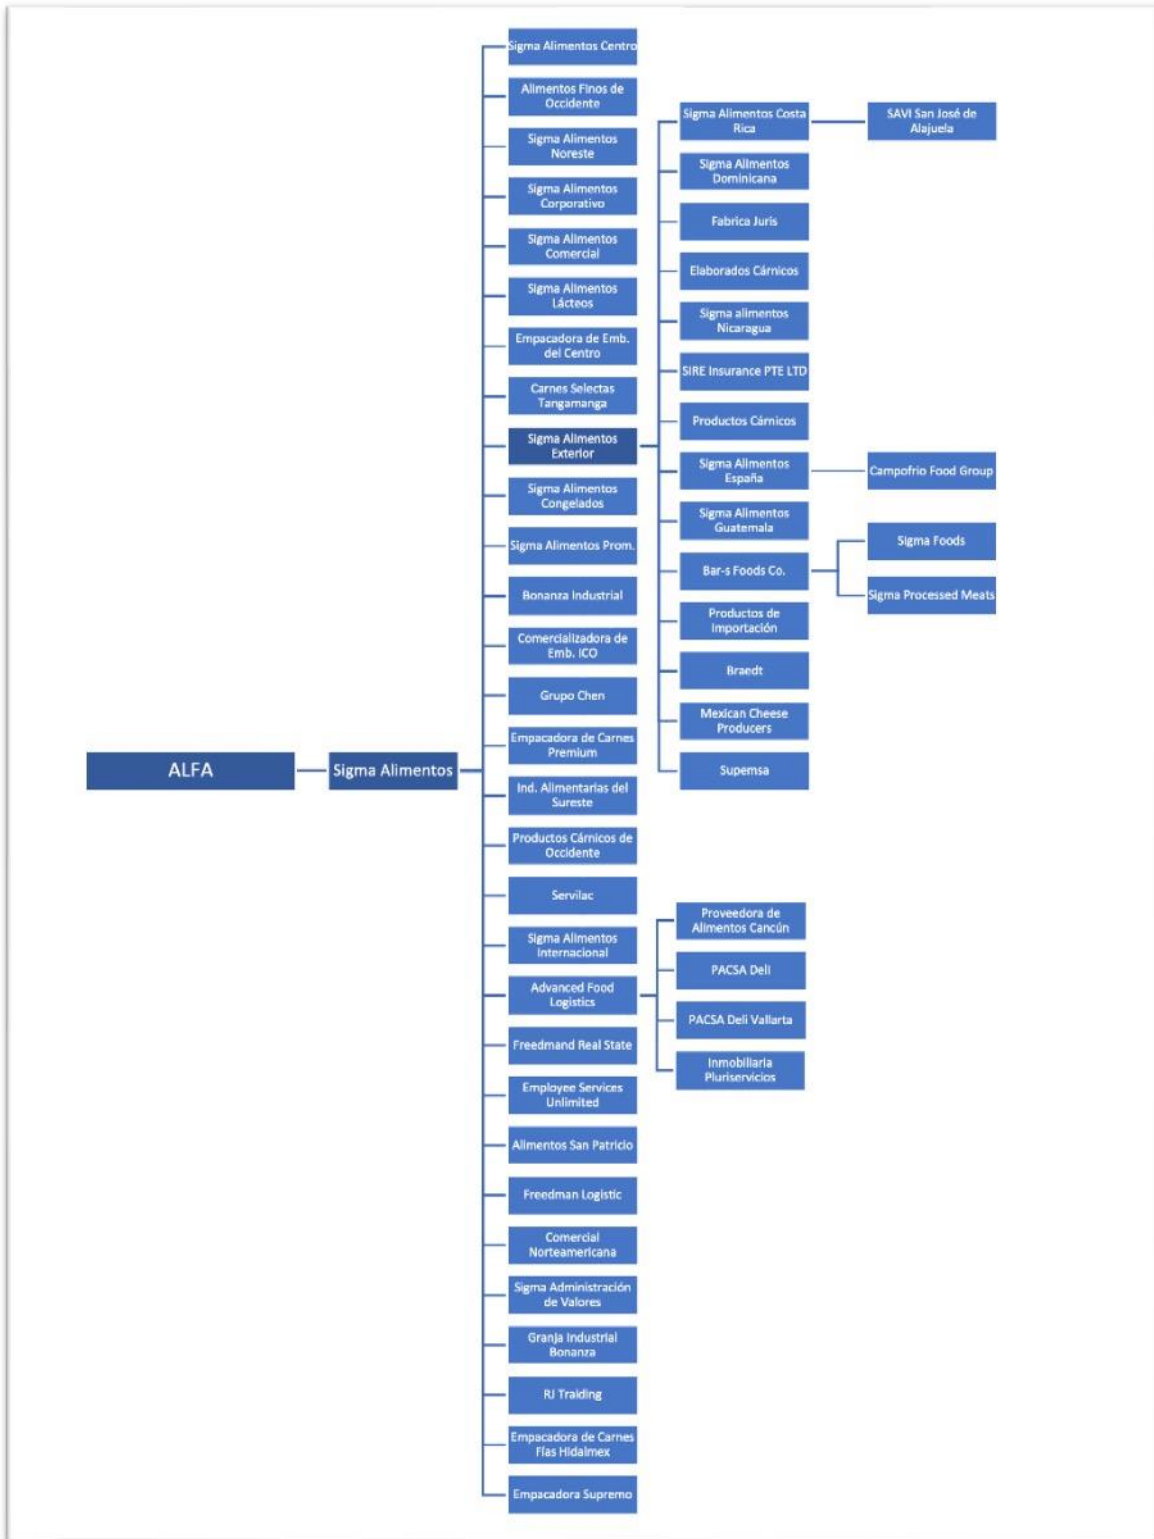 Sigma Alimentos Centro
Alimentos Finos de
Occidente
Sigma Alimentos
Noreste
Sigma Alimentos
Corporativo
Sigma Alimentos
Comercial
Sigma Alimentos
Lácteos
Empacadora de Emb.
del Centro
Carnes Selectas
Tangamanga
Sigma Alimentos
Exterior
Sigma Alimentos
Congelados
Sigma Alimentos Prom.
Bonanza Industrial
Comercializadora de
Emb. ICO
Grupo Chen
Empacadora de Carnes
Premium
ALFA
Sigma Alimentos
Ind. Alimentarias del
Sureste
Productos Cárnicos de
Occidente
Servilac
Sigma Alimentos
Internacional
Advanced Food
Logistics
Freedmand Real State
Employee Services
Unlimited
Alimentos San Patricio
Freedman Logistic
Comercial
Norteamericana
Sigma Administración
de Valores
Granja Industrial
Bonanza
RJ Traiding
Empacadora de Carnes
Fías Hidalmex
Empacadora Supremo
Sigma Alimentos Costa
Rica
SAVI San José de
Alajuela
Sigma Alimentos
Dominicana
Fabrica Juris
Elaborados Cárnicos
Sigma alimentos
Nicaragua
SIRE Insurance PTE LTD
Productos Cárnicos
Sigma Alimentos
España
Campofrio Food Group
Sigma Alimentos
Guatemala
Bar-s Foods Co.
Sigma Foods
Sigma Processed Meats
Productos de
Importación
Braedt
Mexican Cheese
Producers
Supemsa
Proveedora de
Alimentos Cancún
PACSA Deli
PACSA Deli Vallarta
Inmobiliaria
Pluriservicios